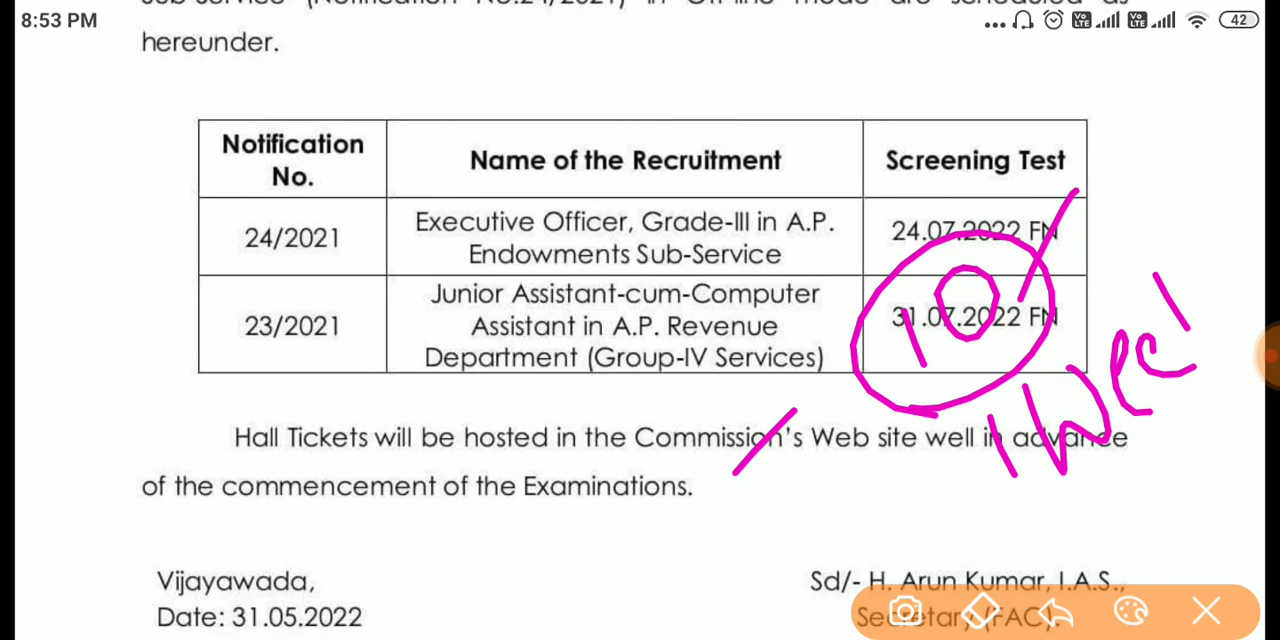 8:53 PM
42
hereunder.
Notification No. Name of the Recruitment Screening Test
24/2021 Executive Officer, Grade-III in A.P. Endowments Sub-Service 24.07.2022 FN
23/2021 Junior Assistant-cum-Computer Assistant in A.P. Revenue Department (Group-IV Services) 31.07.2022 FN
10
Hall Tickets will be hosted in the Commission's Web site well in advance
of the commencement of the Examinations.
Vijayawada,
Date: 31.05.2022
Sd/- H. Arun Kumar, I.A.S.,
Secretary (FAC).